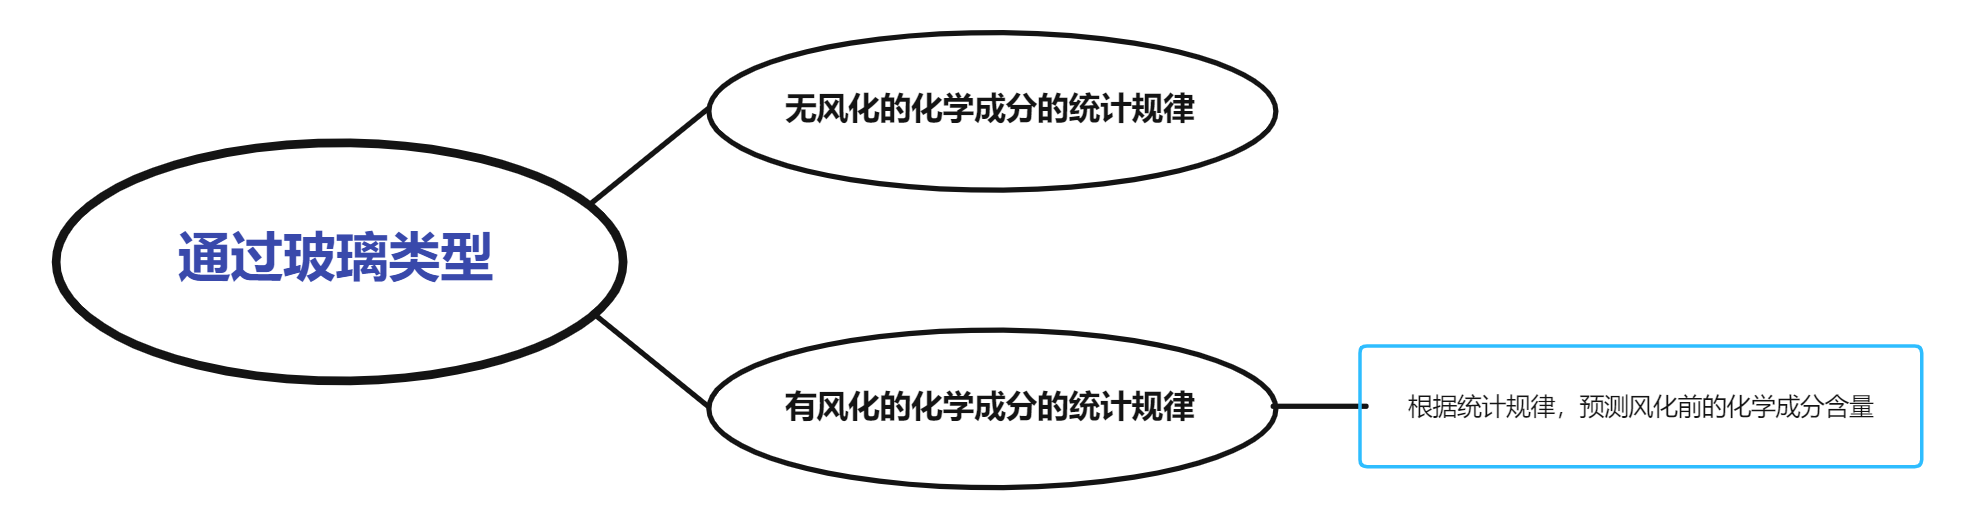 无风化的化学成分的统计规律
通过玻璃类型
有风化的化学成分的统计规律
根据统计规律，预测风化前的化学成分含量